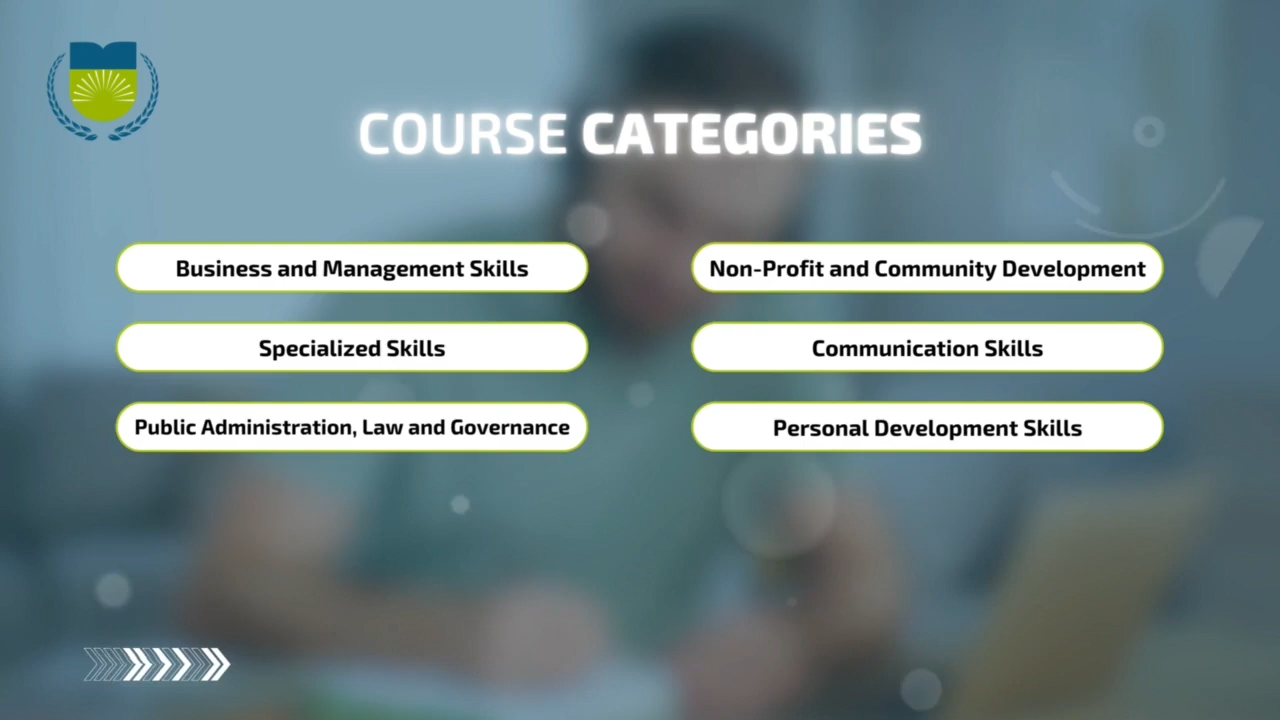 COURSE CATEGORIES
Business and Management Skills
Non-Profit and Community Development
Specialized Skills
Communication Skills
Public Administration, Law and Governance
Personal Development Skills